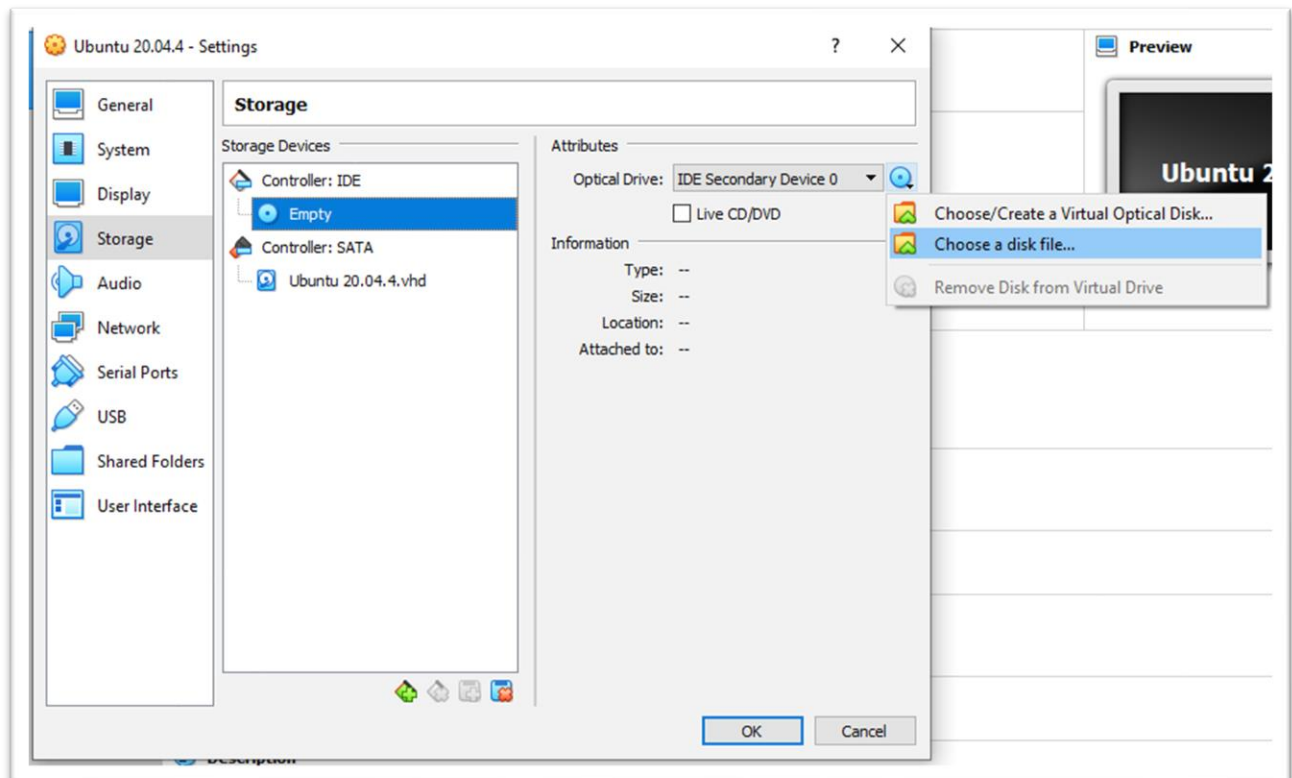 Ubuntu 20.04.4 - Settings
?
Preview
General
System
Display
Storage
Audio
Network
Serial Ports
USB
Shared Folders
User Interface
Storage
Storage Devices
Controller: IDE
Empty
Controller: SATA
Ubuntu 20.04.4.vhd
Attributes
Optical Drive: IDE Secondary Device 0
Live CD/DVD
Information
Type: --
Size: --
Location: --
Attached to: --
Ubuntu 2
Choose/Create a Virtual Optical Disk...
Choose a disk file...
Remove Disk from Virtual Drive
OK
Cancel
Description